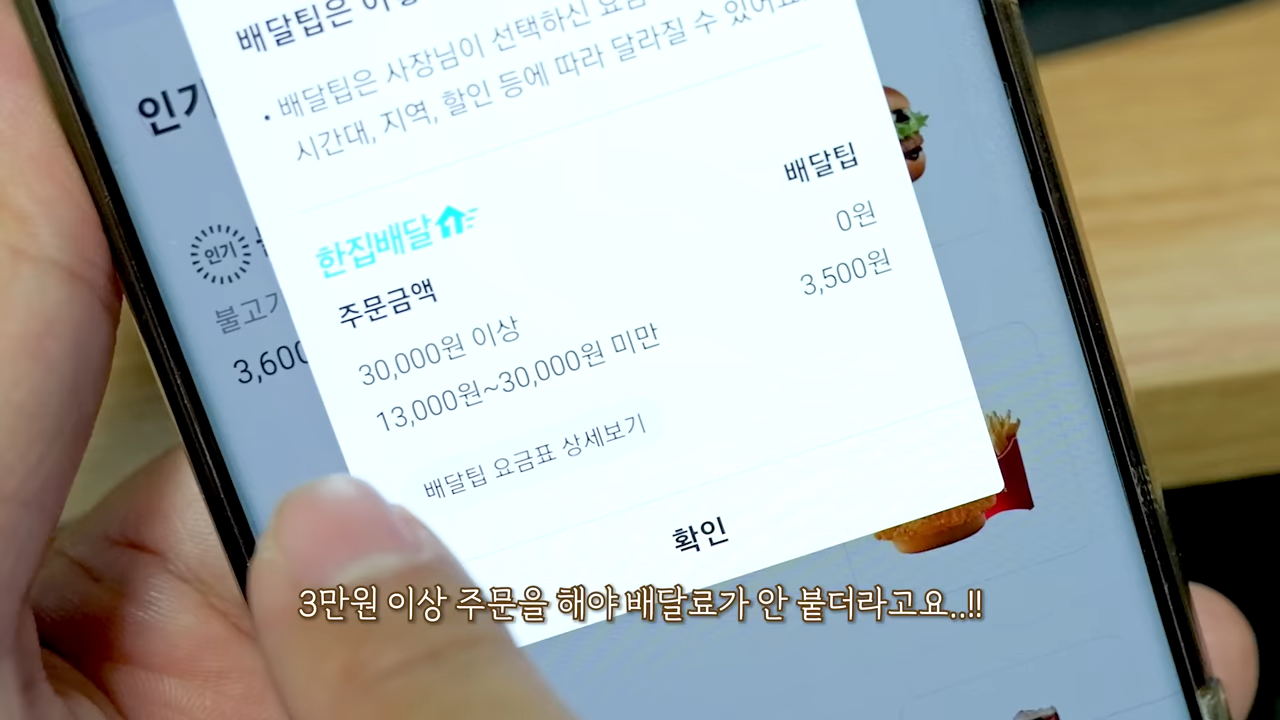 배달팁은
• 배달팁은 사장님이 선택하신 요금
시간대, 지역, 할인 등에 따라 달라질 수 있어요.
인기
인기
불고기
3,600
한집배달
배달팁
주문금액
30,000원 이상 0원
13,000원~30,000원 미만 3,500원
배달팁 요금표 상세보기
확인
3만원 이상 주문을 해야 배달료가 안 붙더라고요..!!